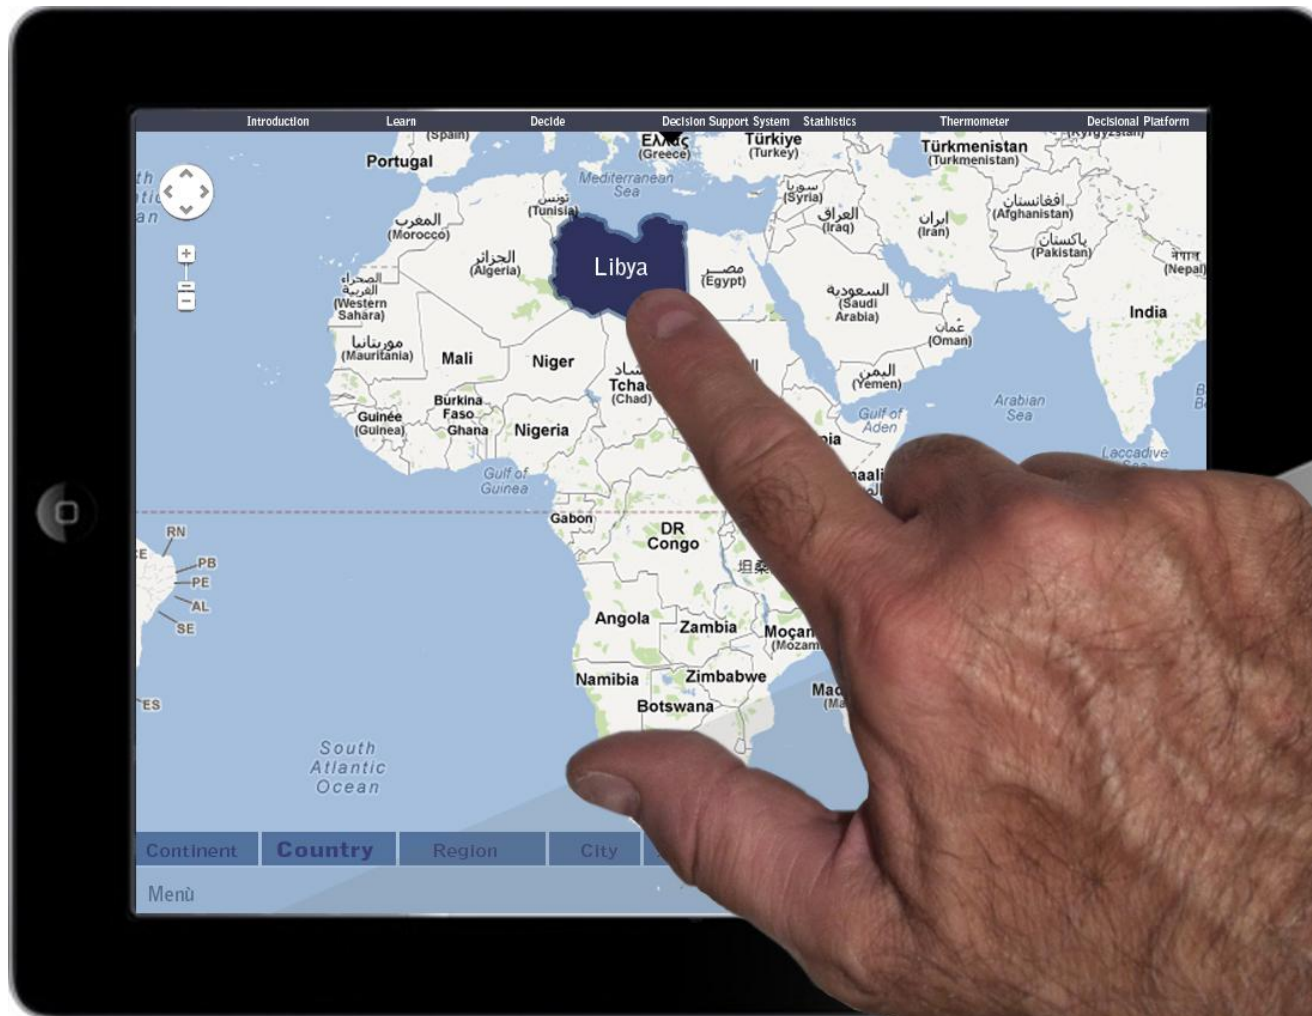 Introduction Learn Decide Decision Support System Stathistics Thermometer Decisional Platform
(Spain)
Portugal
Ελλάς
(Greece)
Türkiye
(Turkey)
Türkmenistan
(Turkmenistan)
(Kyrgyzstan)
Mediterranean
Sea
تونس
(Tunisia)
سوريا
(Syria)
العراق
(Iraq)
ایران
(Iran)
افغانستان
(Afghanistan)
پاکستان
(Pakistan)
नेपाल
(Nepal)
المغرب
(Morocco)
الجزائر
(Algeria)
Libya
مصر
(Egypt)
الصحراء
الغربية
(Western
Sahara)
السعودية
(Saudi
Arabia)
عمان
(Oman)
India
موريتانيا
(Mauritania)
Mali
Niger
Tchad
(Chad)
اليمن
(Yemen)
Burkina
Faso
Guinée
(Guinea)
Ghana
Nigeria
Gulf of
Aden
Arabian
Sea
Laccadive
Sea
Gulf of
Guinea
Gabon
DR
Congo
RN
PB
PE
AL
SE
ES
Angola
Zambia
Namibia
Zimbabwe
Botswana
South
Atlantic
Ocean
Continent Country Region City
Menù